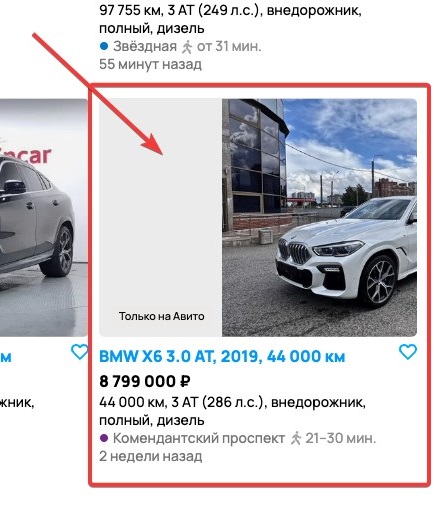 97 755 км, 3 AT (249 л.с.), внедорожник,
полный, дизель
Звёздная от 31 мин.
55 минут назад
car
Только на Авито
м
BMW X6 3.0 AT, 2019, 44 000 км
8 799 000 ₽
жник,
44 000 км, 3 AT (286 л.с.), внедорожник,
полный, дизель
Комендантский проспект 21–30 мин.
2 недели назад